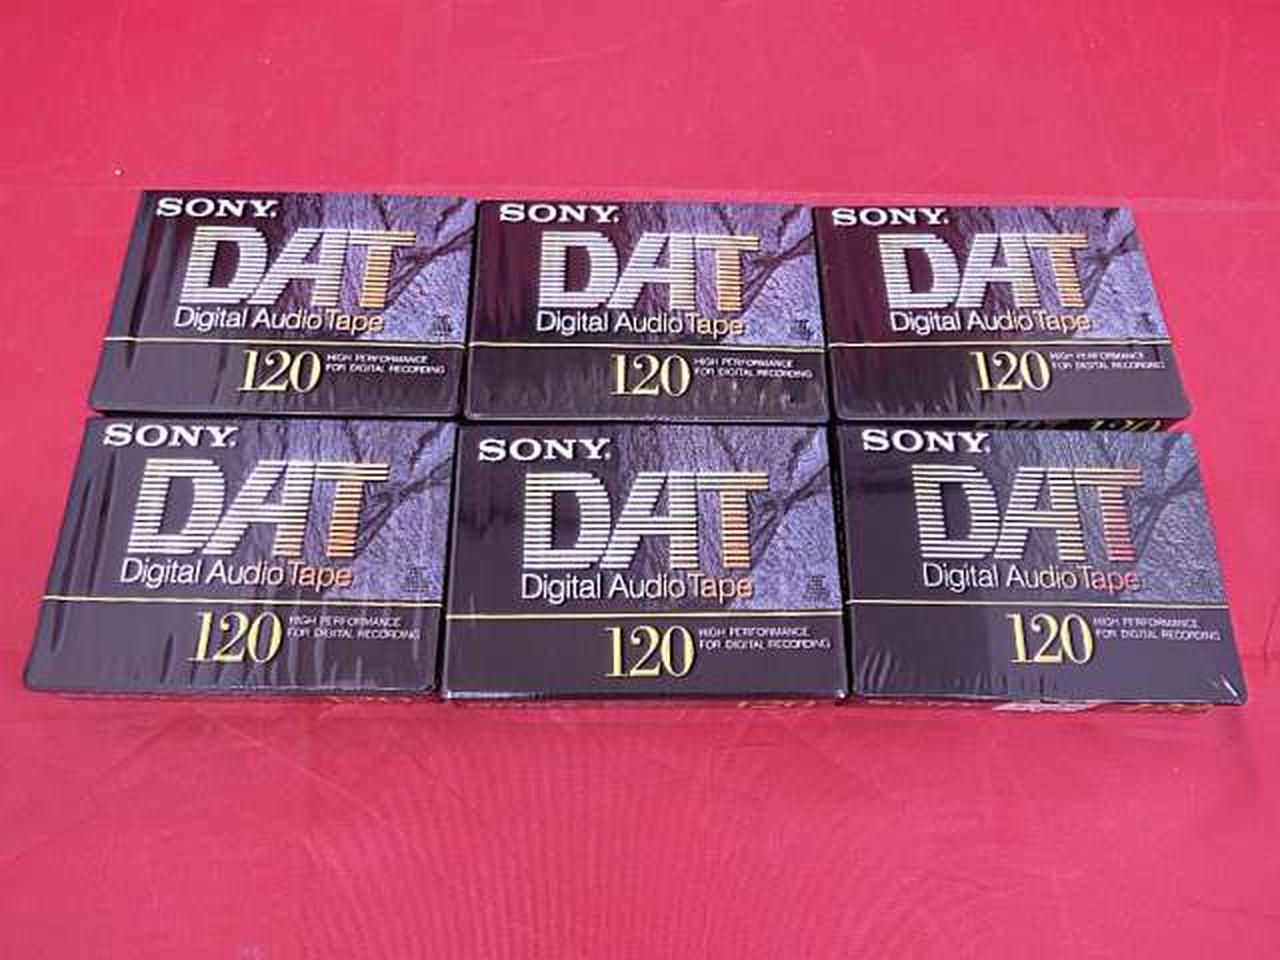 SONY.
DAT
Digital Audio Tape
120 HIGH PERFORMANCE
FOR DIGITAL RECORDING
SONY.
DAT
Digital Audio Tape
120 HIGH PERFORMANCE
FOR DIGITAL RECORDING
SONY.
DAT
Digital Audio Tape
120 HIGH PERFORMANCE
FOR DIGITAL RECORDING
SONY.
DAT
Digital Audio Tape
120 HIGH PERFORMANCE
FOR DIGITAL RECORDING
SONY.
DAT
Digital Audio Tape
120 HIGH PERFORMANCE
FOR DIGITAL RECORDING
SONY.
DAT
Digital Audio Tape
120 HIGH PERFORMANCE
FOR DIGITAL RECORDING